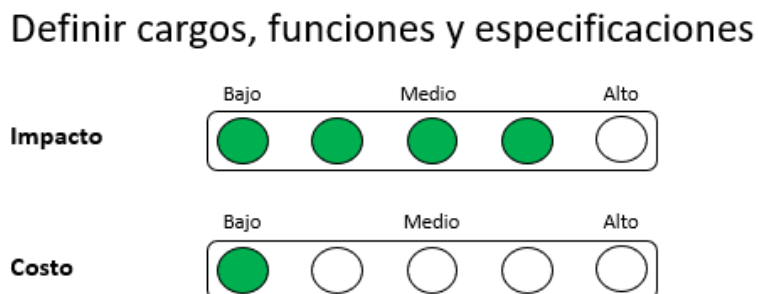 Definir cargos, funciones y especificaciones
Bajo Medio Alto
Impacto
Bajo Medio Alto
Costo